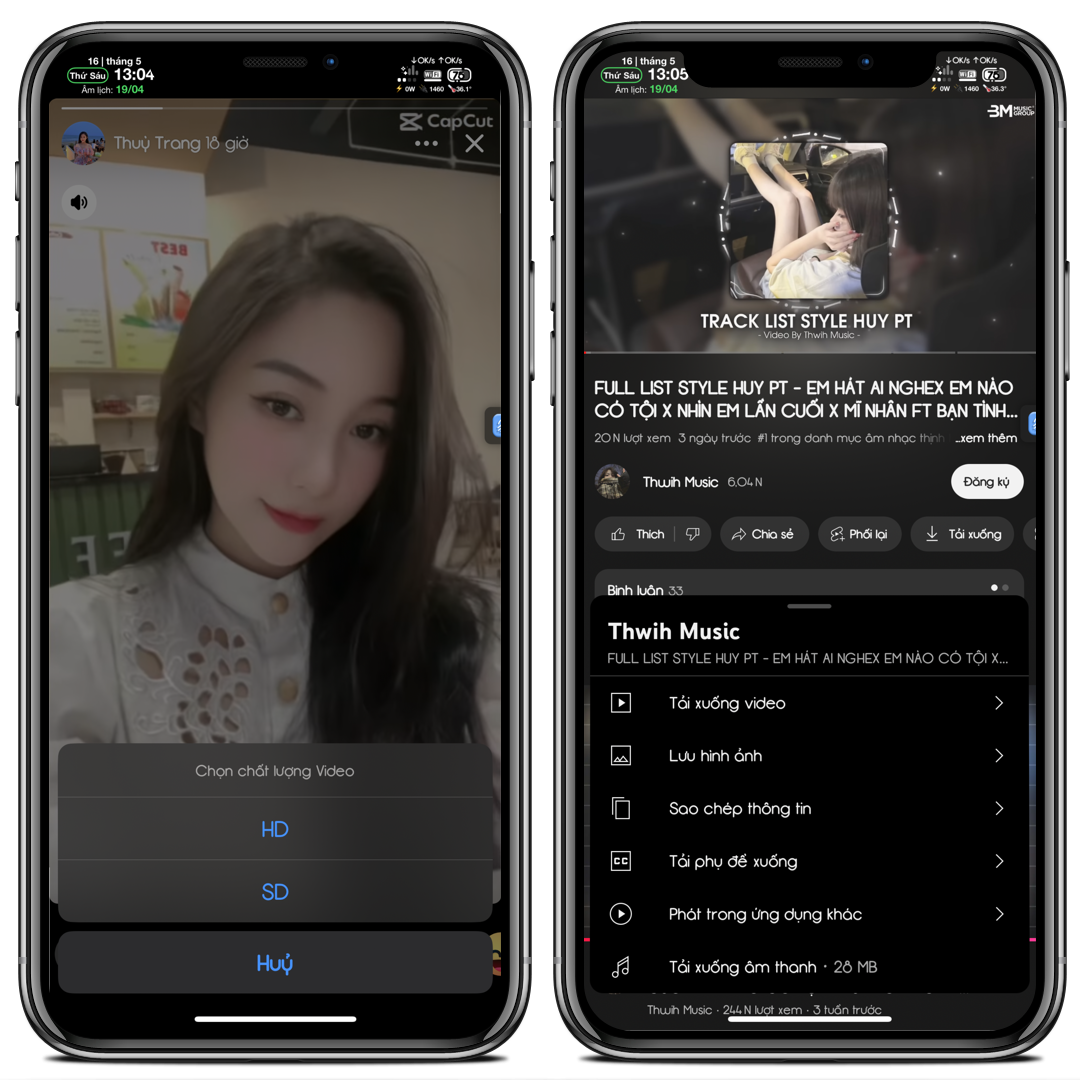 16 | tháng 5
Thứ Sáu 13:04
Âm lịch: 19/04
↓OK/s ↑OK/s
WiFi
0W 1460 36.1°
CapCut
Thuỳ Trang 18 giờ
BEST
Chọn chất lượng Video
HD
SD
Huỷ
16 | tháng 5
Thứ Sáu 13:05
Âm lịch: 19/04
↓OK/s ↑OK/s
WiFi
0W 1460 36.3°
BM MUSIC GROUP
TRACK LIST STYLE HUY PT
- Video By Thwih Music -
FULL LIST STYLE HUY PT - EM HÁT AI NGHEX EM NÀO
CÓ TỘI X NHÌN EM LẦN CUỐI X MĨ NHÂN FT BẠN TÌNH...
20 N lượt xem 3 ngày trước #1 trong danh mục âm nhạc thịnh ...xem thêm
Thwih Music 6,04 N
Đăng ký
Thích
Chia sẻ
Phối lại
Tải xuống
Bình luận 33
Thwih Music
FULL LIST STYLE HUY PT - EM HÁT AI NGHEX EM NÀO CÓ TỘI X...
Tải xuống video
Lưu hình ảnh
Sao chép thông tin
CC Tải phụ đề xuống
Phát trong ứng dụng khác
Tải xuống âm thanh · 28 MB
Thwih Music · 244 N lượt xem · 3 tuần trước